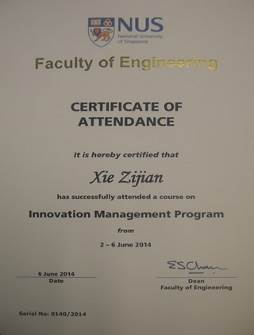 NUS
National University
of Singapore
Faculty of Engineering
CERTIFICATE OF
ATTENDANCE
It is hereby certified that
Xie Zijian
has successfully attended a course on
Innovation Management Program
from
2 – 6 June 2014
6 June 2014
Date
Dean
Faculty of Engineering
Serial No: 0140/2014